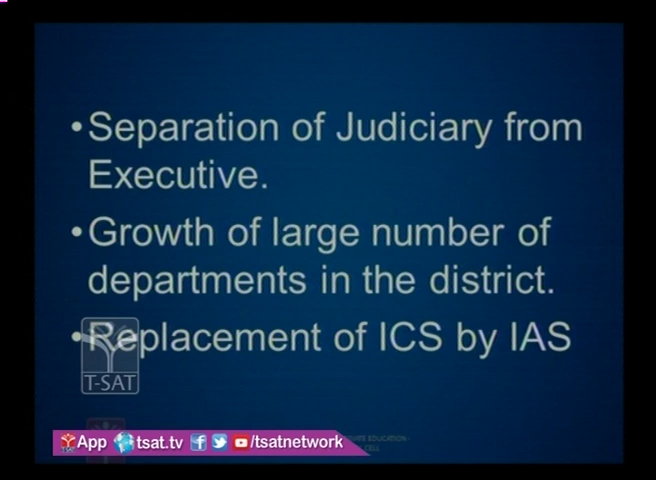 •Separation of Judiciary from
Executive.
•Growth of large number of
departments in the district.
•Replacement of ICS by IAS
T-SAT
App tsat.tv /tsatnetwork